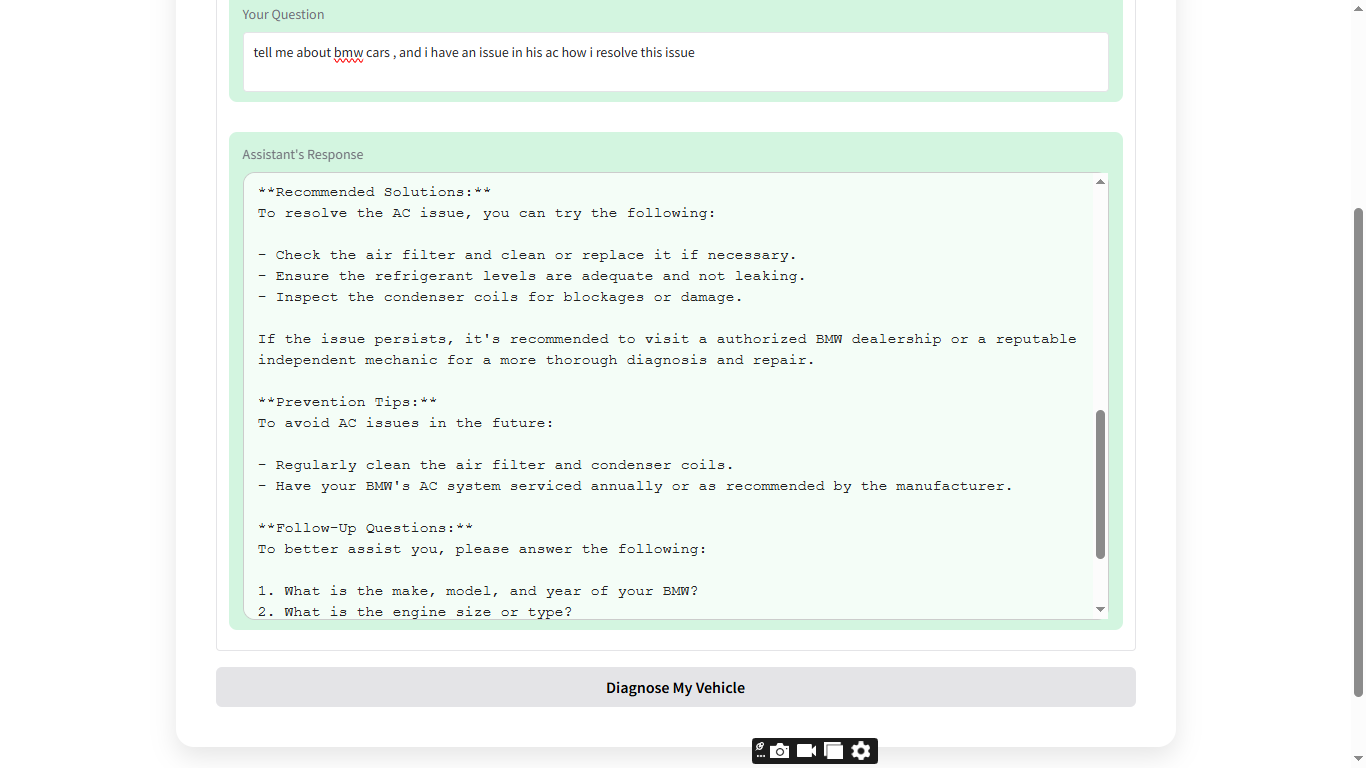 Your Question
tell me about bmw cars , and i have an issue in his ac how i resolve this issue
Assistant's Response
**Recommended Solutions:**
To resolve the AC issue, you can try the following:
- Check the air filter and clean or replace it if necessary.
- Ensure the refrigerant levels are adequate and not leaking.
- Inspect the condenser coils for blockages or damage.
If the issue persists, it's recommended to visit a authorized BMW dealership or a reputable
independent mechanic for a more thorough diagnosis and repair.
**Prevention Tips:**
To avoid AC issues in the future:
- Regularly clean the air filter and condenser coils.
- Have your BMW's AC system serviced annually or as recommended by the manufacturer.
**Follow-Up Questions:**
To better assist you, please answer the following:
1. What is the make, model, and year of your BMW?
2. What is the engine size or type?
Diagnose My Vehicle